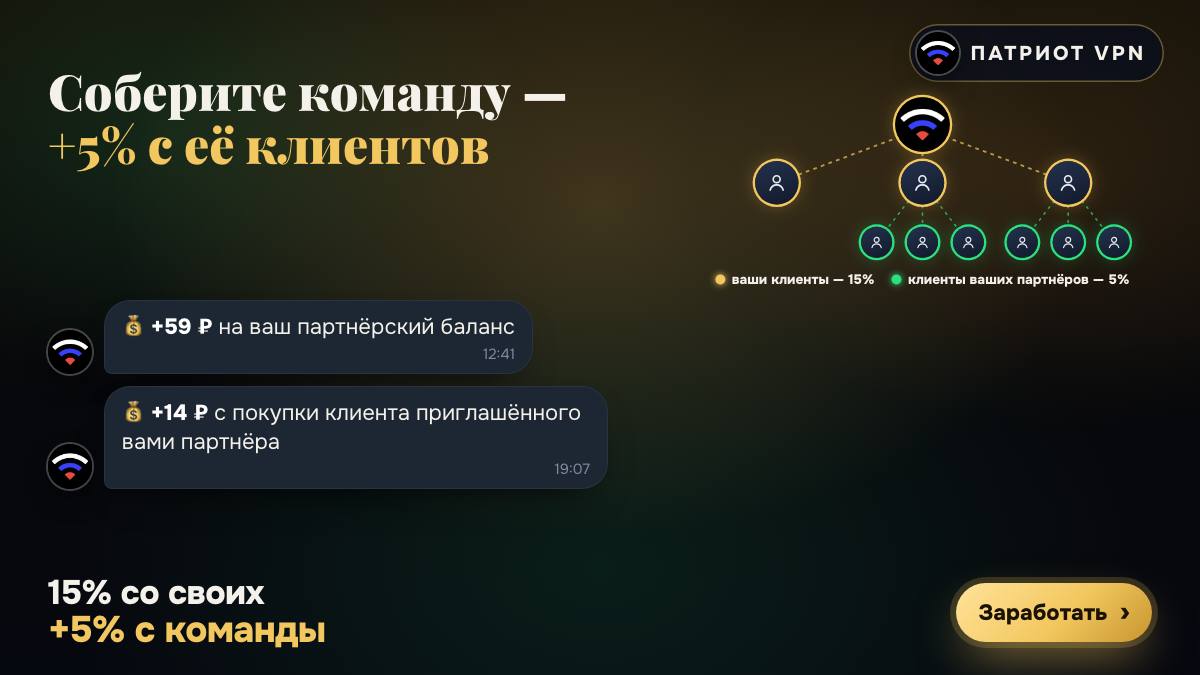 ПАТРИОТ VPN
Соберите команду —
+5% с её клиентов
ваши клиенты — 15%
клиенты ваших партнёров — 5%
+59 ₽ на ваш партнёрский баланс
12:41
+14 ₽ с покупки клиента приглашённого
вами партнёра
19:07
15% со своих
+5% с команды
Заработать ›